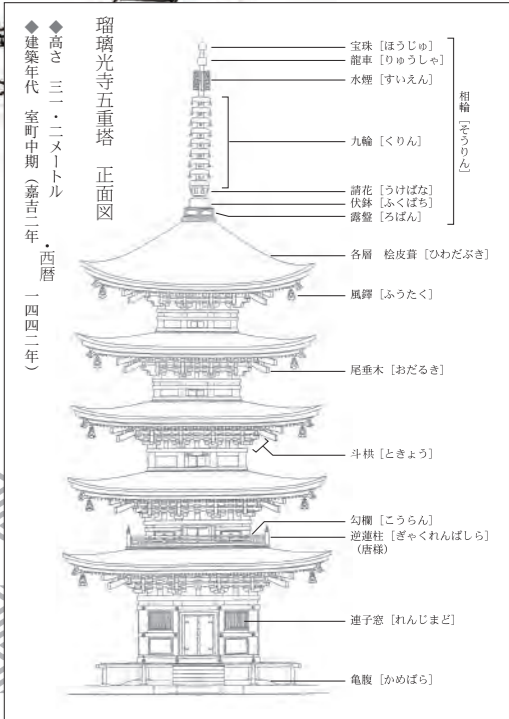 瑠璃光寺五重塔　正面図
◆高さ　三一・二メートル
◆建築年代　室町中期（嘉吉二年・西暦　一四四二年）
相輪［そうりん］
宝珠［ほうじゅ］
龍車［りゅうしゃ］
水煙［すいえん］
九輪［くりん］
請花［うけばな］
伏鉢［ふくばち］
露盤［ろばん］
各層　桧皮葺［ひわだぶき］
風鐸［ふうたく］
尾垂木［おだるき］
斗栱［ときょう］
勾欄［こうらん］
逆蓮柱［ぎゃくれんばしら］
（唐様）
連子窓［れんじまど］
亀腹［かめばら］